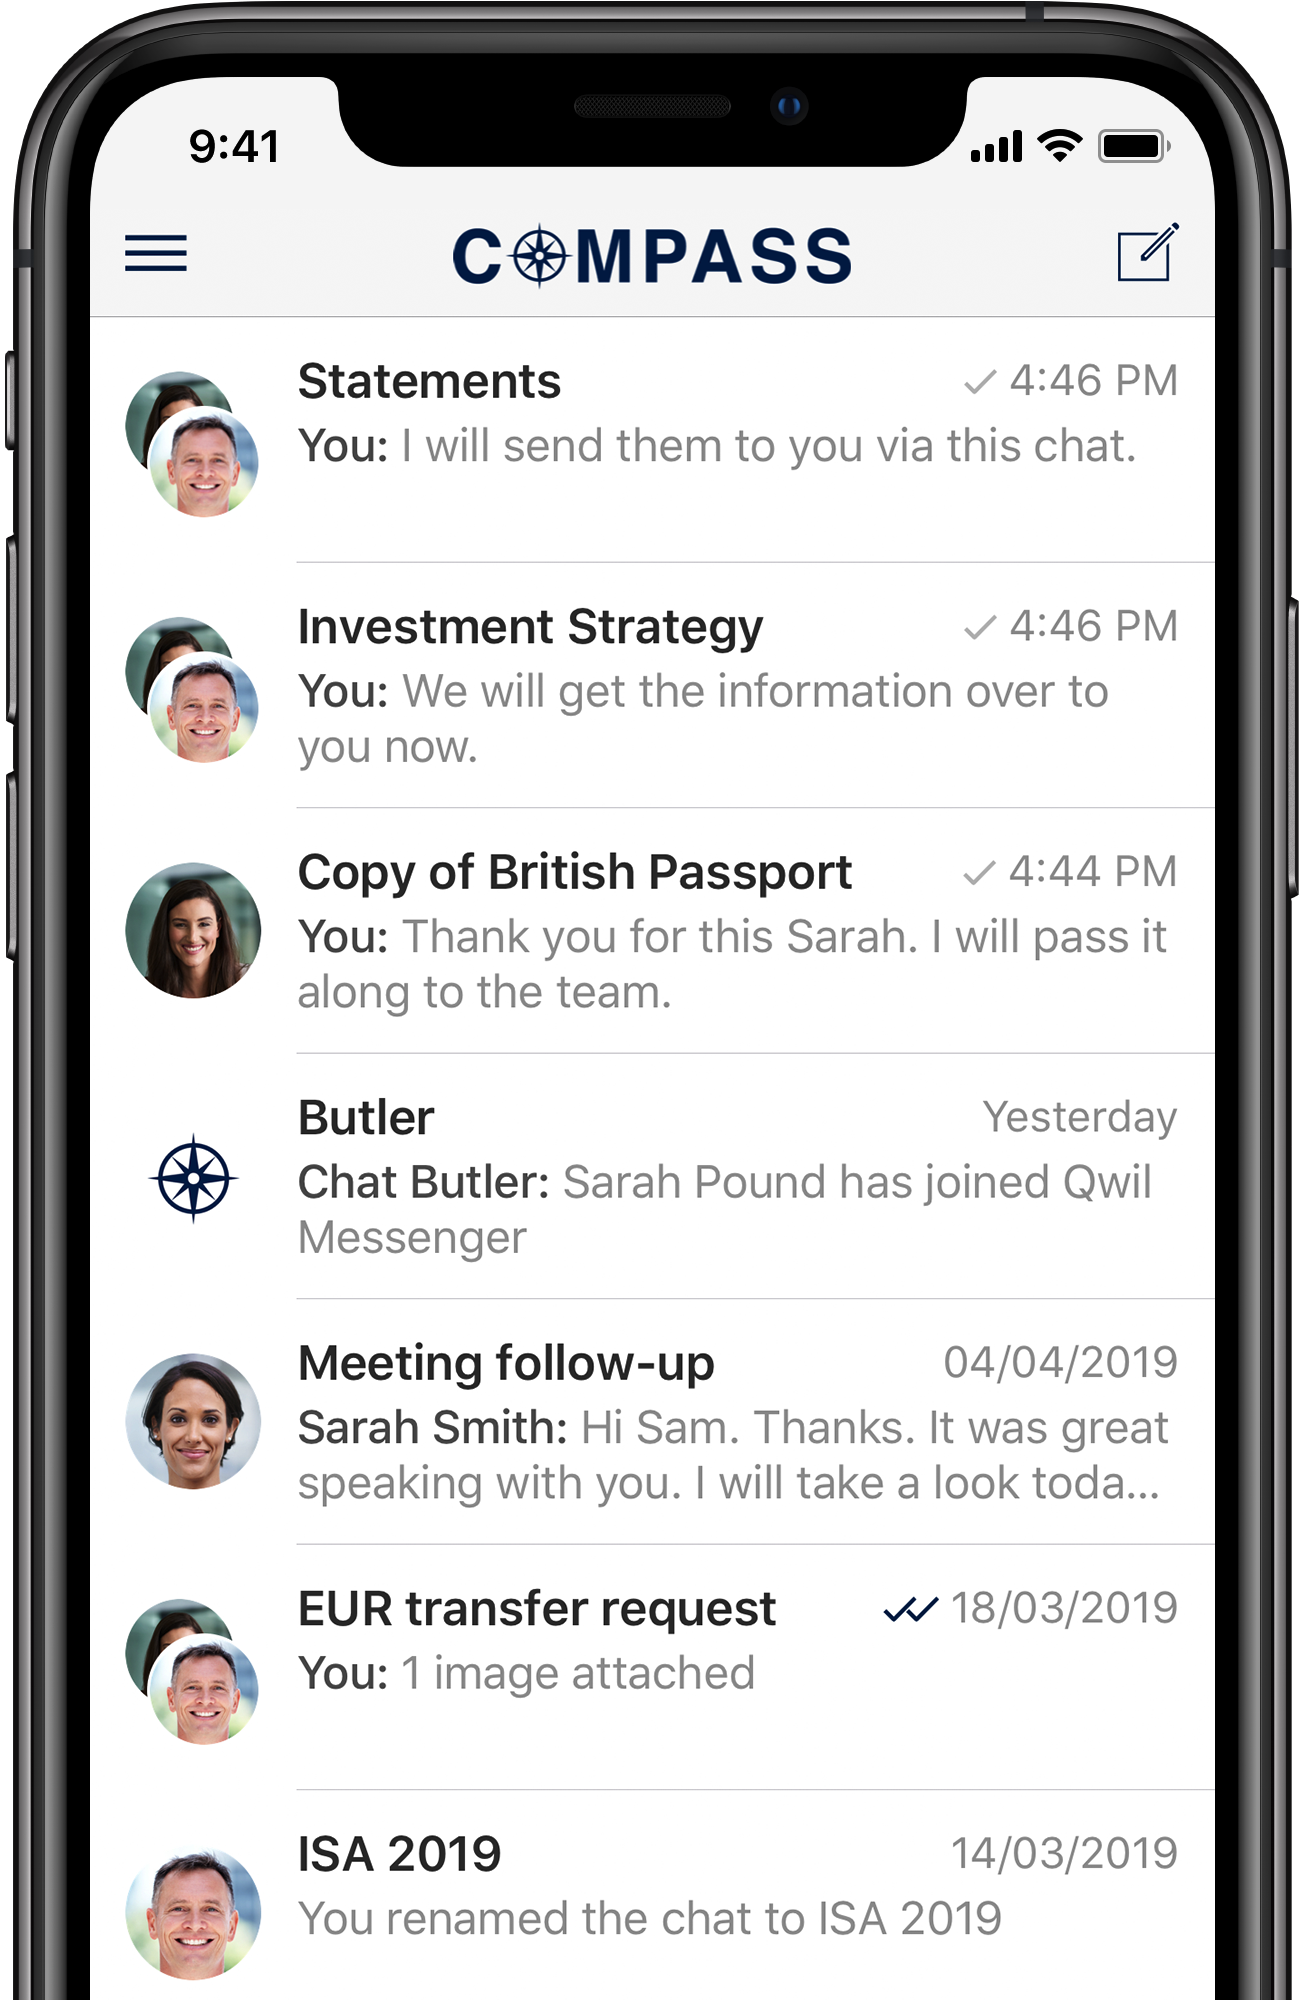 9:41
COMPASS
Statements
4:46 PM
You: I will send them to you via this chat.
Investment Strategy
4:46 PM
You: We will get the information over to
you now.
Copy of British Passport
4:44 PM
You: Thank you for this Sarah. I will pass it
along to the team.
Butler
Yesterday
Chat Butler: Sarah Pound has joined Qwil
Messenger
Meeting follow-up
04/04/2019
Sarah Smith: Hi Sam. Thanks. It was great
speaking with you. I will take a look toda...
EUR transfer request
18/03/2019
You: 1 image attached
ISA 2019
14/03/2019
You renamed the chat to ISA 2019